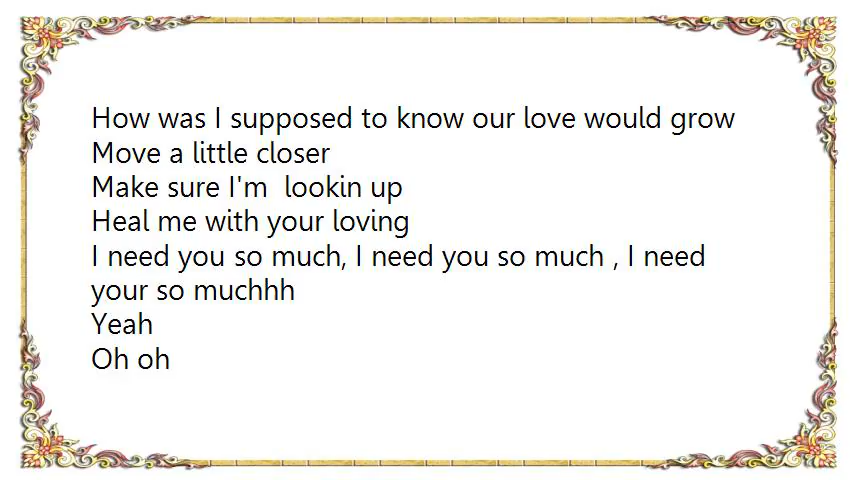 How was I supposed to know our love would grow
Move a little closer
Make sure I'm  lookin up
Heal me with your loving
I need you so much, I need you so much , I need
your so muchhh
Yeah
Oh oh